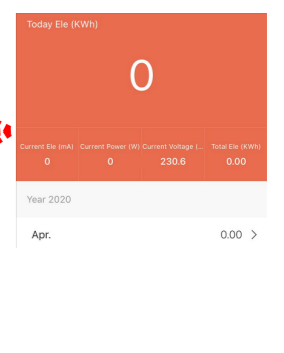 Today Ele (KWh)
0
Current Ele (mA) Current Power (W) Current Voltage (... Total Ele (KWh)
0 0 230.6 0.00
Year 2020
Apr. 0.00 >